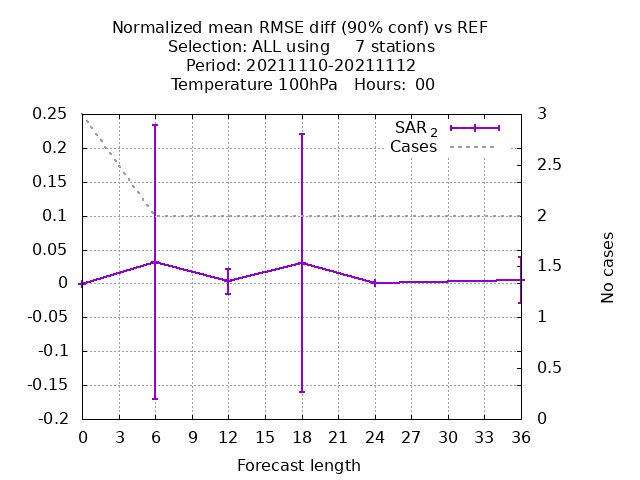 Normalized mean RMSE diff (90% conf) vs REF
Selection: ALL using     7 stations
Period: 20211110-20211112
Temperature 100hPa   Hours:  00
0.25
0.2
0.15
0.1
0.05
0
-0.05
-0.1
-0.15
-0.2
SAR 2
Cases
3
2.5
2
1.5
1
0.5
0
No cases
0 3 6 9 12 15 18 21 24 27 30 33 36
Forecast length